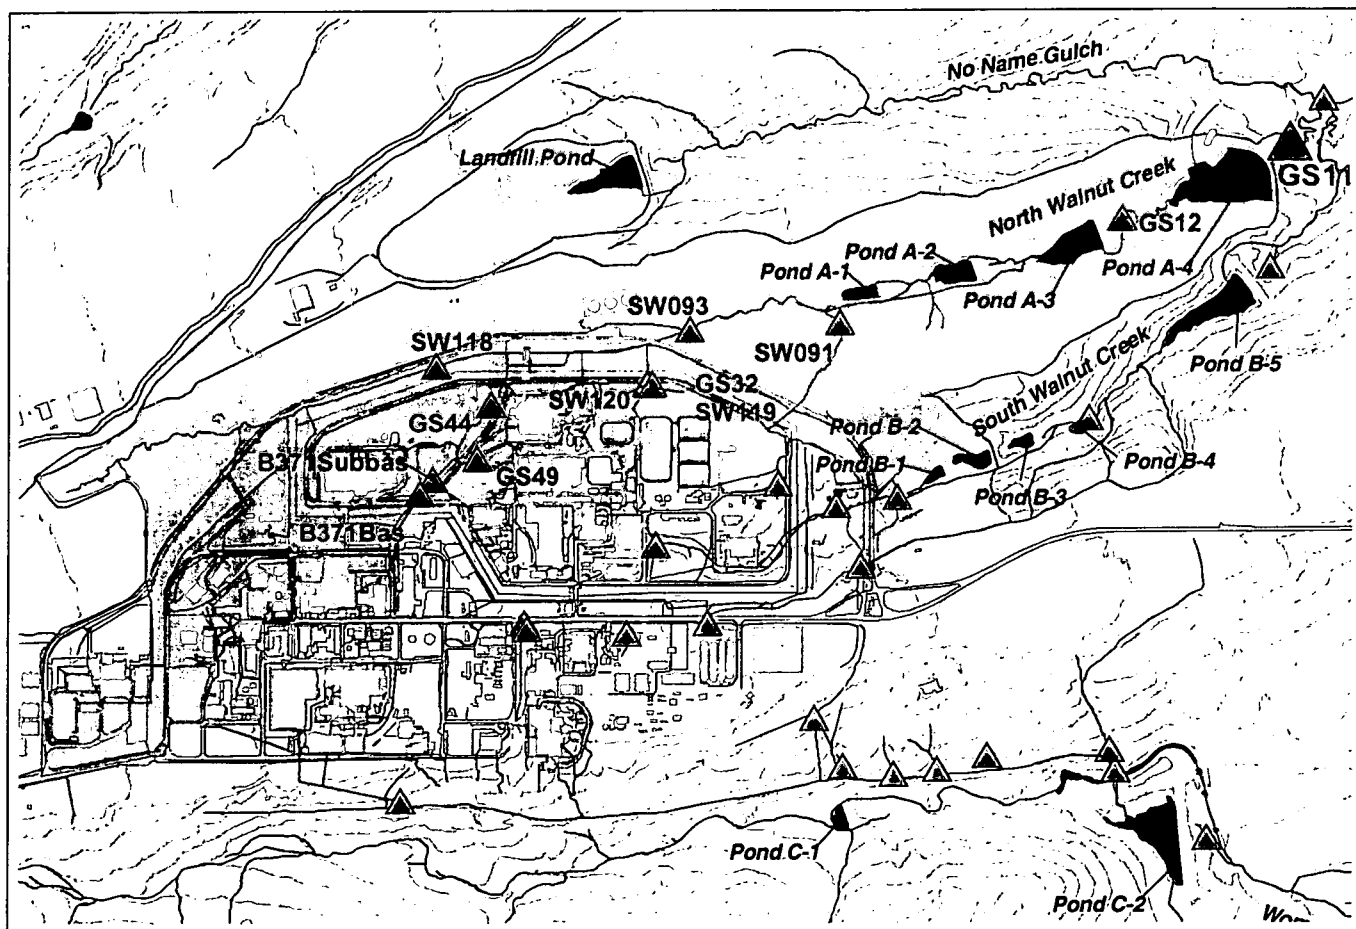 No Name Gulch
Landfill Pond
GS11
North Walnut Creek
GS12
Pond A-2
Pond A-1
Pond A-4
Pond A-3
SW093
SW091
SW118
South Walnut Creek
Pond B-5
GS32
SW120
SW149
GS44
Pond B-2
B371Subbas
Pond B-1
GS49
Pond B-4
Pond B-3
B371Bas
Pond C-1
Pond C-2